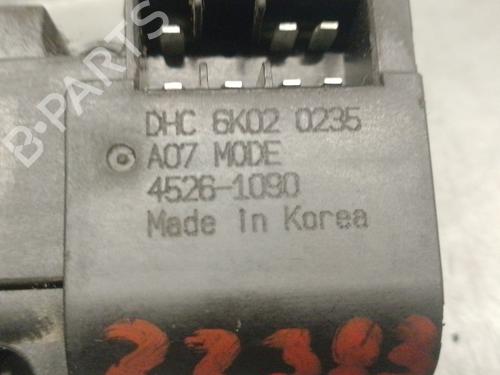 DHC 6K02 0235
A07 MODE
4526-1090
Made in Korea
22383
B-PARTS